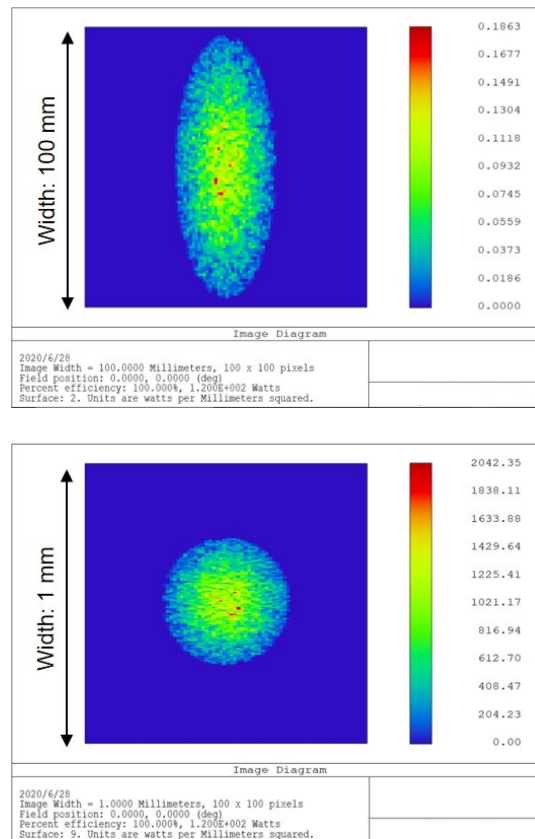 Width: 100 mm
0.1863
0.1677
0.1491
0.1304
0.1118
0.0932
0.0745
0.0559
0.0373
0.0186
0.0000
Image Diagram
2020/6/28
Image Width = 100.0000 Millimeters, 100 x 100 pixels
Field position: 0.0000, 0.0000 (deg)
Percent efficiency: 100.000%, 1.200E+002 Watts
Surface: 2. Units are watts per Millimeters squared.
Width: 1 mm
2042.35
1838.11
1633.88
1429.64
1225.41
1021.17
816.94
612.70
408.47
204.23
0.00
Image Diagram
2020/6/28
Image Width = 1.0000 Millimeters, 100 x 100 pixels
Field position: 0.0000, 0.0000 (deg)
Percent efficiency: 100.000%, 1.200E+002 Watts
Surface: 9. Units are watts per Millimeters squared.